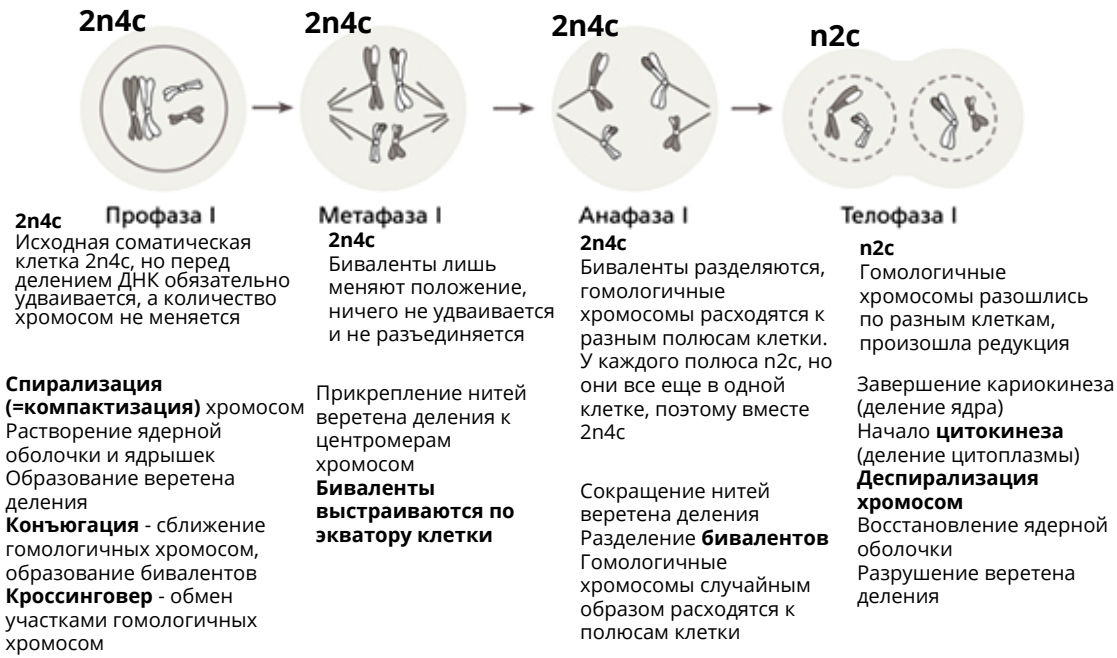 2n4c
2n4c
2n4c
n2c
Профаза I
Метафаза I
Анафаза I
Телофаза I
2n4c
Исходная соматическая
клетка 2n4c, но перед
делением ДНК обязательно
удваивается, а количество
хромосом не меняется
2n4c
Биваленты лишь
меняют положение,
ничего не удваивается
и не разъединяется
2n4c
Биваленты разделяются,
гомологичные
хромосомы расходятся к
разным полюсам клетки.
У каждого полюса n2c, но
они все еще в одной
клетке, поэтому вместе
2n4c
n2c
Гомологичные
хромосомы разошлись
по разным клеткам,
произошла редукция
Спирализация
(=компактизация) хромосом
Растворение ядерной
оболочки и ядрышек
Образование веретена
деления
Конъюгация - сближение
гомологичных хромосом,
образование бивалентов
Кроссинговер - обмен
участками гомологичных
хромосом
Прикрепление нитей
веретена деления к
центромерам
хромосом
Биваленты
выстраиваются по
экватору клетки
Сокращение нитей
веретена деления
Разделение бивалентов
Гомологичные
хромосомы случайным
образом расходятся к
полюсам клетки
Завершение кариокинеза
(деление ядра)
Начало цитокинеза
(деление цитоплазмы)
Деспирализация
хромосом
Восстановление ядерной
оболочки
Разрушение веретена
деления